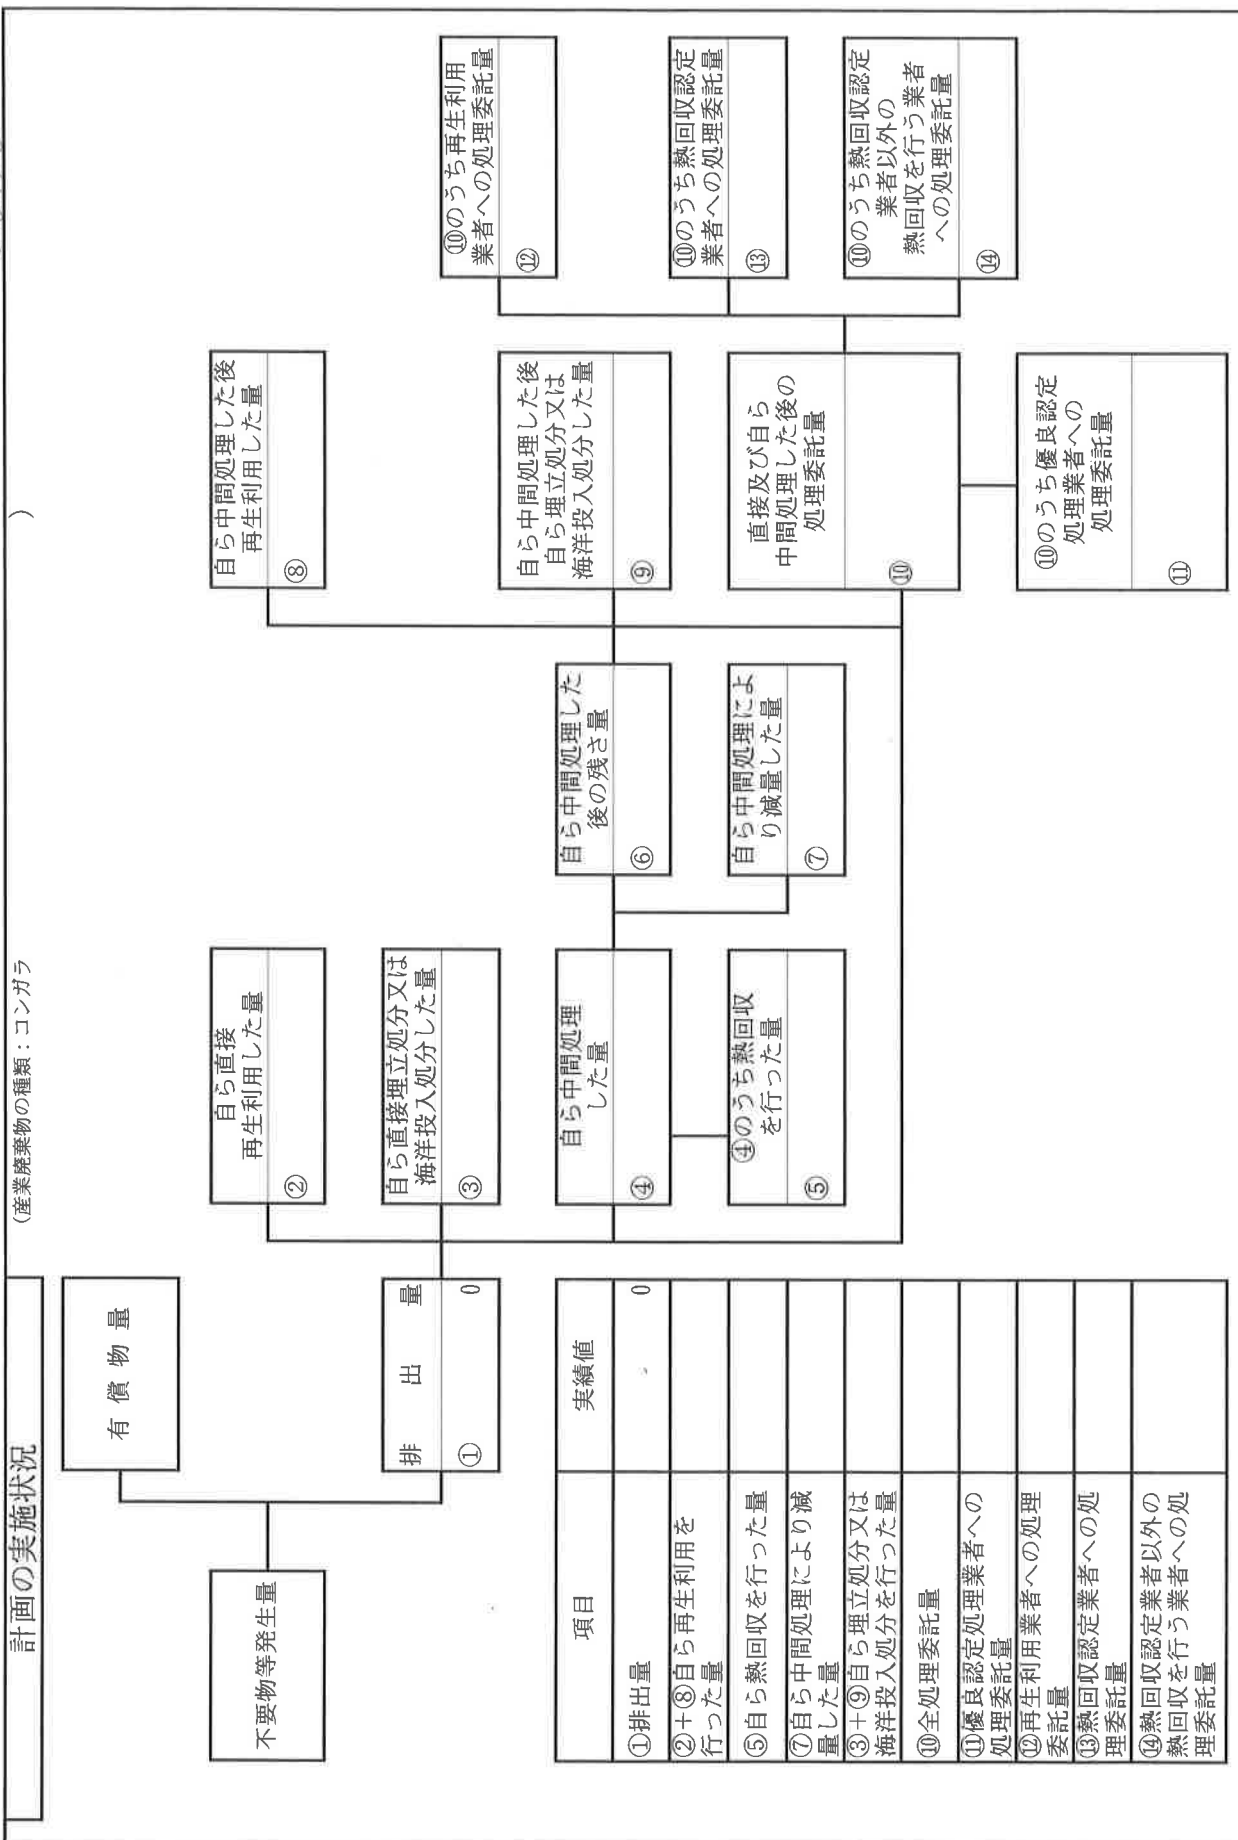 計画の実施状況
(産業廃棄物の種類：コンガラ
)
不要物等発生量
有償物量
排出量
① 0
自ら直接
再生利用した量
②
自ら直接埋立処分又は
海洋投入処分した量
③
自ら中間処理
した量
④
④のうち熱回収
を行った量
⑤
自ら中間処理した
後の残さ量
⑥
自ら中間処理によ
り減量した量
⑦
自ら中間処理した後
再生利用した量
⑧
自ら中間処理した後
自ら埋立処分又は
海洋投入処分した量
⑨
直接及び自ら
中間処理した後の
処理委託量
⑩
⑩のうち優良認定
処理業者への
処理委託量
⑪
⑩のうち再生利用
業者への処理委託量
⑫
⑩のうち熱回収認定
業者への処理委託量
⑬
⑩のうち熱回収認定
業者以外の
熱回収を行う業者
への処理委託量
⑭
項目 実績値
①排出量 0
②＋⑧自ら再生利用を
行った量
⑤自ら熱回収を行った量
⑦自ら中間処理により減
量した量
③＋⑨自ら埋立処分又は
海洋投入処分を行った量
⑩全処理委託量
⑪優良認定処理業者への
処理委託量
⑫再生利用業者への処理
委託量
⑬熱回収認定業者への処
理委託量
⑭熱回収認定業者以外の
熱回収を行う業者への処
理委託量